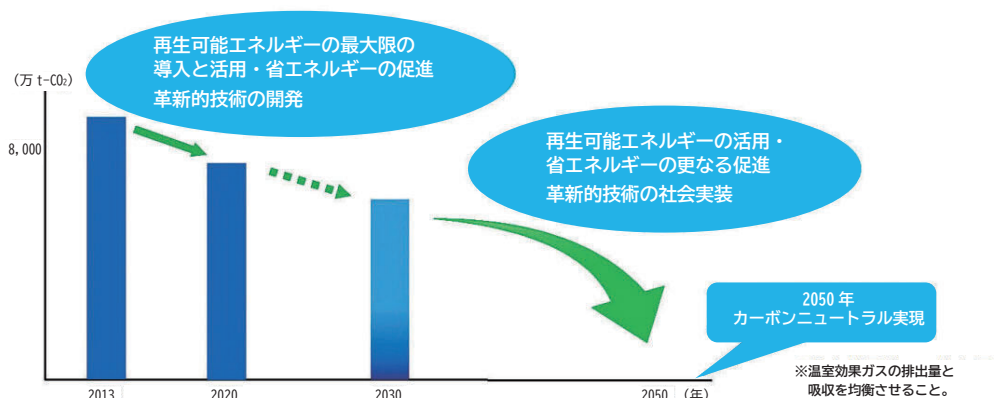 再生可能エネルギーの最大限の
導入と活用・省エネルギーの促進
革新的技術の開発
(万 t-CO₂)
8,000
再生可能エネルギーの活用・
省エネルギーの更なる促進
革新的技術の社会実装
2050 年
カーボンニュートラル実現
※温室効果ガスの排出量と
吸収を均衡させること。
2013 2020 2030 2050 (年)